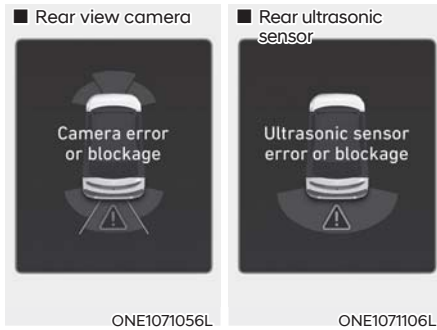 ■ Rear view camera
Camera error
or blockage
ONE1071056L
■ Rear ultrasonic
sensor
Ultrasonic sensor
error or blockage
ONE1071106L